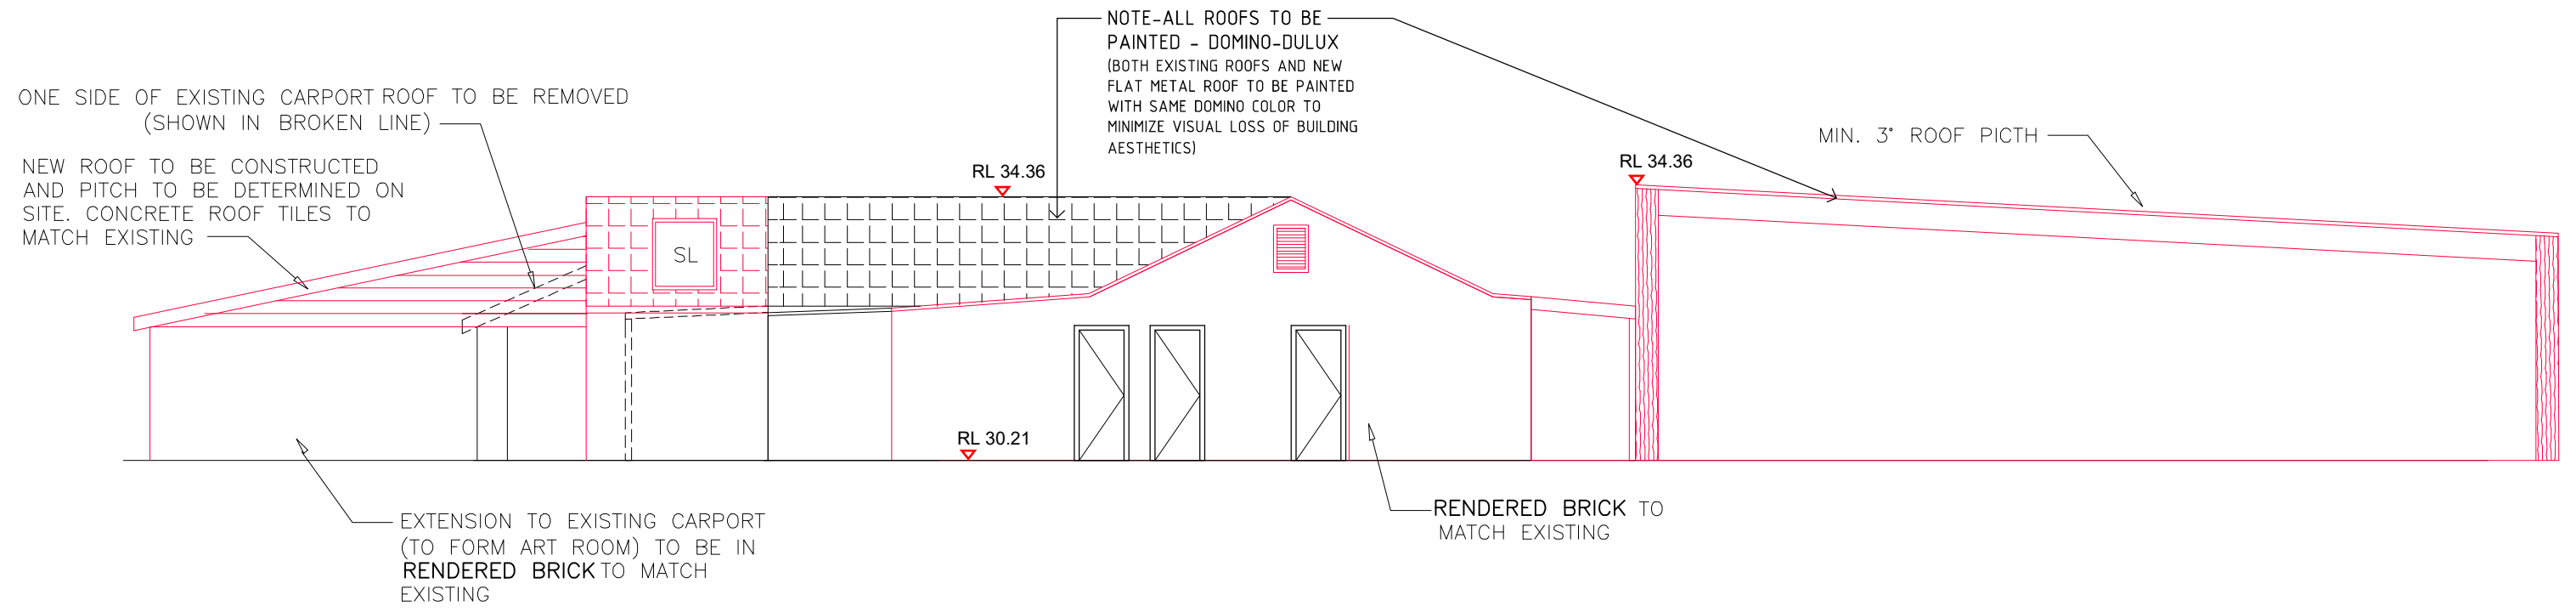 NOTE-ALL ROOFS TO BE
PAINTED - DOMINO-DULUX
(BOTH EXISTING ROOFS AND NEW
FLAT METAL ROOF TO BE PAINTED
WITH SAME DOMINO COLOR TO
MINIMIZE VISUAL LOSS OF BUILDING
AESTHETICS)
ONE SIDE OF EXISTING CARPORT ROOF TO BE REMOVED
(SHOWN IN BROKEN LINE)
NEW ROOF TO BE CONSTRUCTED
AND PITCH TO BE DETERMINED ON
SITE. CONCRETE ROOF TILES TO
MATCH EXISTING
MIN. 3° ROOF PICTH
RL 34.36
RL 34.36
SL
RL 30.21
EXTENSION TO EXISTING CARPORT
(TO FORM ART ROOM) TO BE IN
RENDERED BRICK TO MATCH
EXISTING
RENDERED BRICK TO
MATCH EXISTING